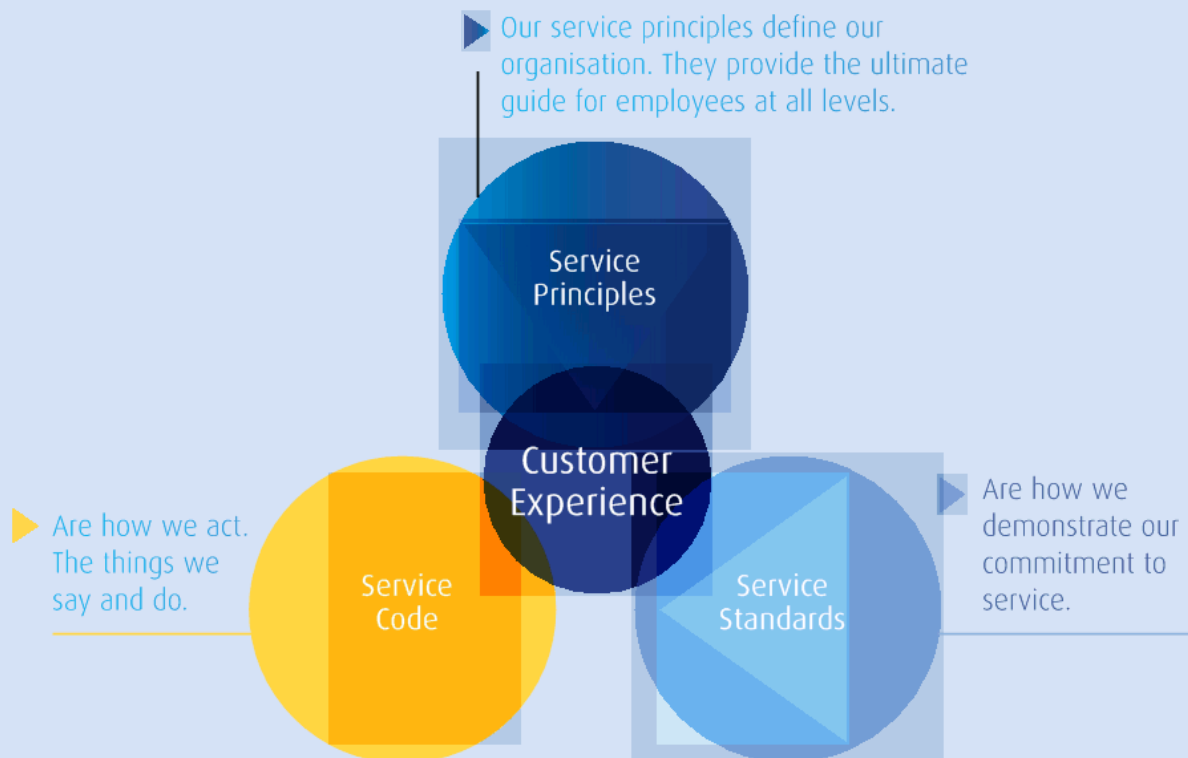 Our service principles define our
organisation. They provide the ultimate
guide for employees at all levels.
Service
Principles
Customer
Experience
Are how we act.
The things we
say and do.
Service
Code
Service
Standards
Are how we
demonstrate our
commitment to
service.